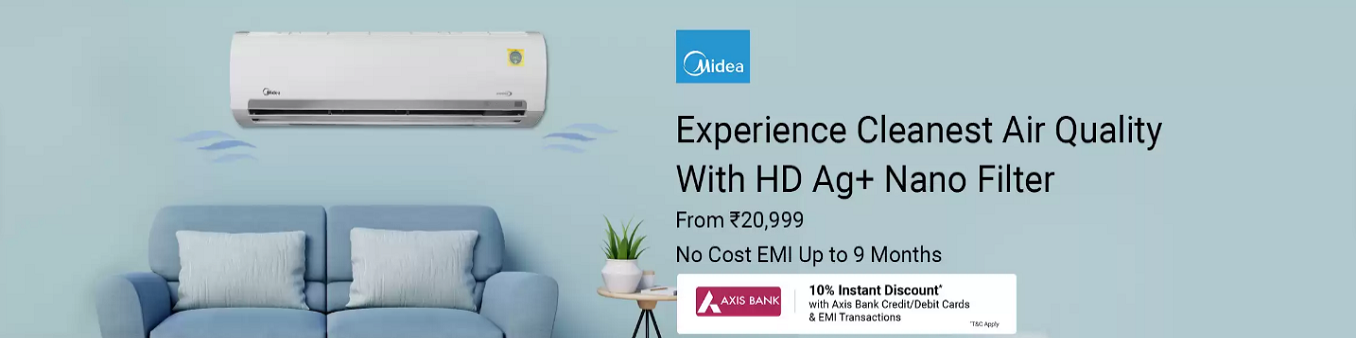 Midea
Midea
Experience Cleanest Air Quality
With HD Ag+ Nano Filter
From ₹20,999
No Cost EMI Up to 9 Months
AXIS BANK
10% Instant Discount*
with Axis Bank Credit/Debit Cards
& EMI Transactions
*T&C Apply